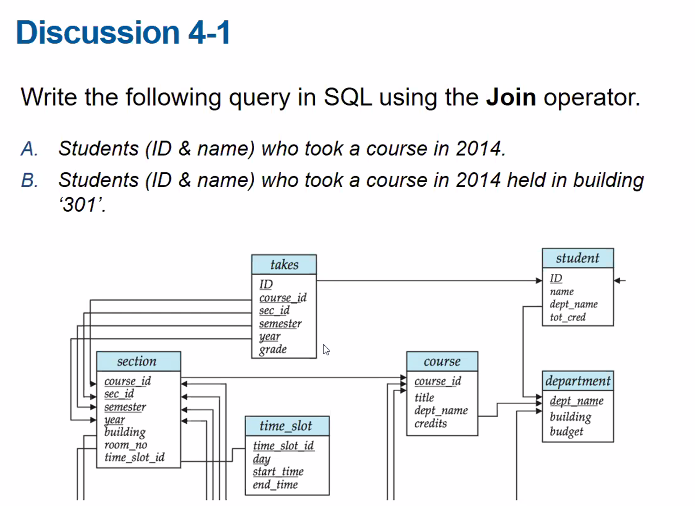 Discussion 4-1
Write the following query in SQL using the Join operator.
A. Students (ID & name) who took a course in 2014.
B. Students (ID & name) who took a course in 2014 held in building
‘301’.
takes
ID
course_id
sec_id
semester
year
grade
student
ID
name
dept_name
tot_cred
section
course_id
sec_id
semester
year
building
room_no
time_slot_id
course
course_id
title
dept_name
credits
department
dept_name
building
budget
time_slot
time_slot_id
day
start_time
end_time